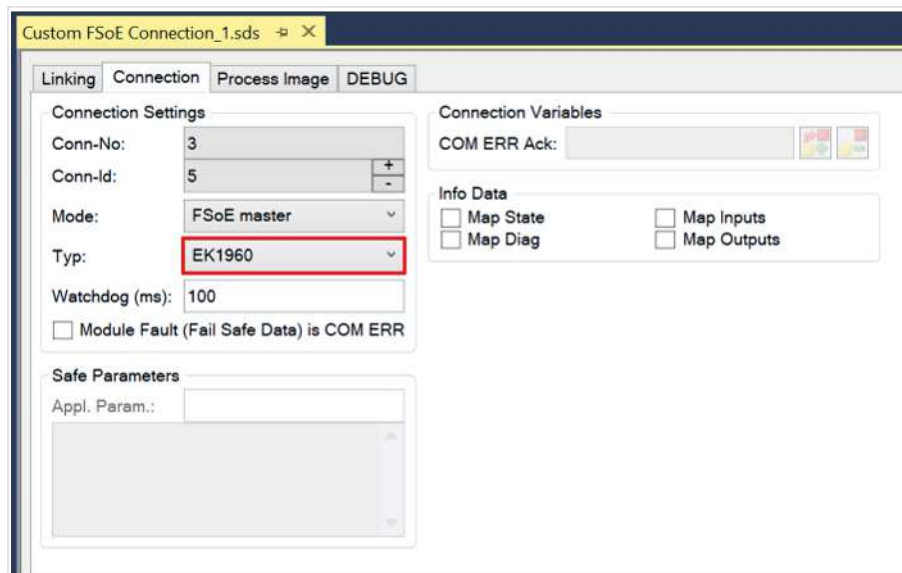 Custom FSoE Connection_1.sds
Linking Connection Process Image DEBUG
Connection Settings
Conn-No: 3
Conn-Id: 5
+
-
Mode: FSoE master
Typ: EK1960
Watchdog (ms): 100
Module Fault (Fail Safe Data) is COM ERR
Safe Parameters
Appl. Param.:
Connection Variables
COM ERR Ack:
Info Data
Map State Map Inputs
Map Diag Map Outputs